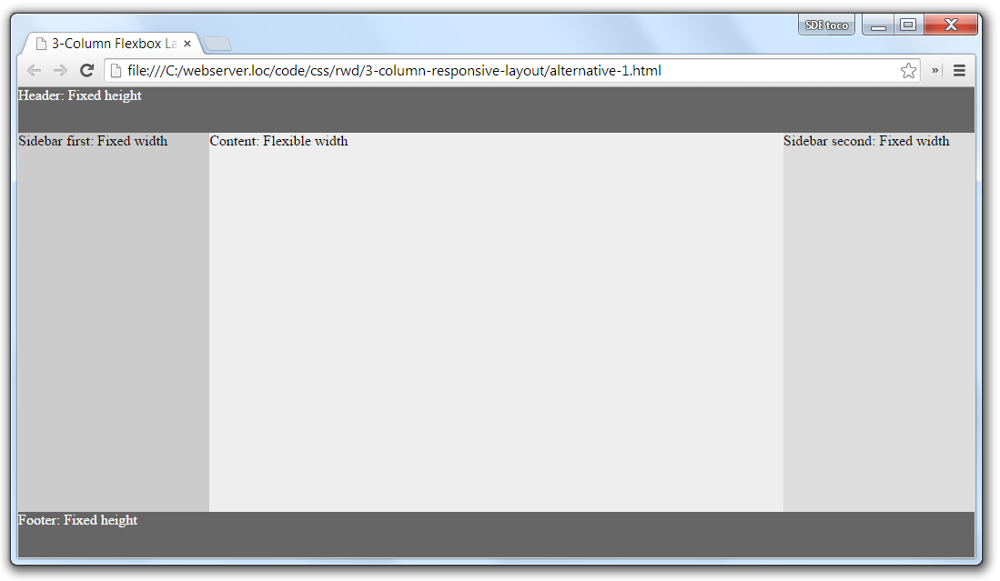 SDE toco
3-Column Flexbox La
file:///C:/webserver.loc/code/css/rwd/3-column-responsive-layout/alternative-1.html
Header: Fixed height
Sidebar first: Fixed width
Content: Flexible width
Sidebar second: Fixed width
Footer: Fixed height